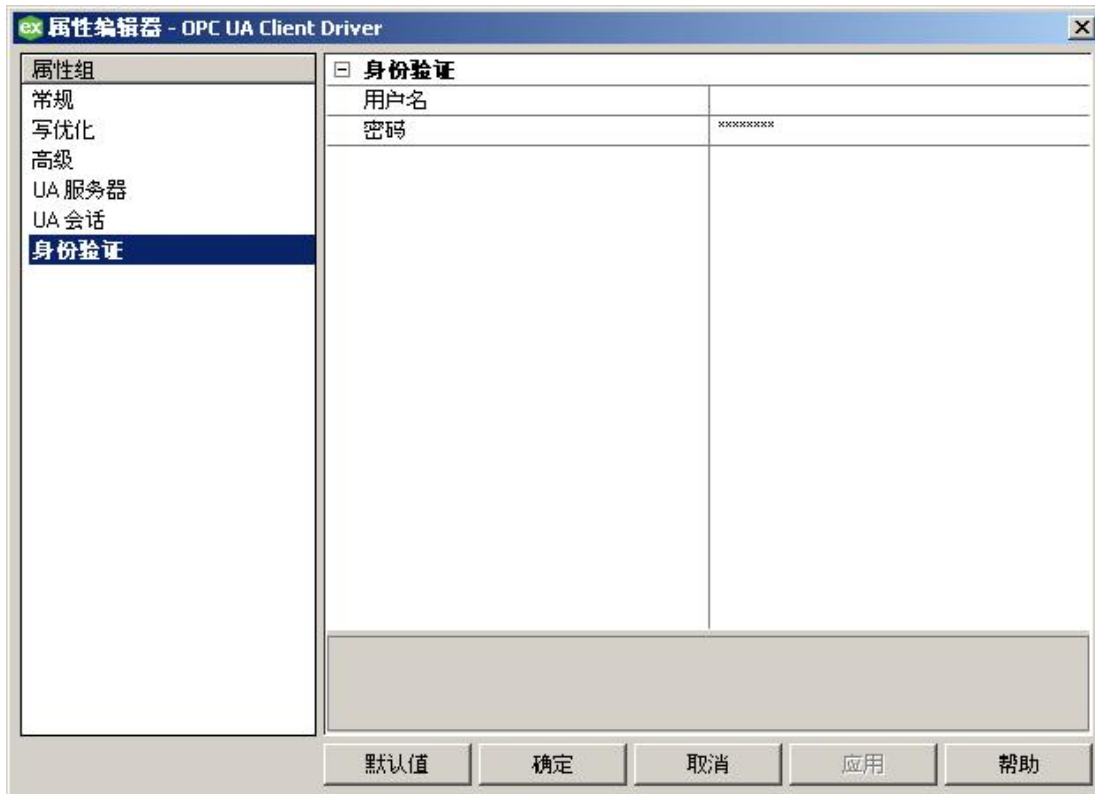 ex 属性编辑器 - OPC UA Client Driver
属性组
常规
写优化
高级
UA 服务器
UA 会话
身份验证
身份验证
用户名
密码 ********
默认值 确定 取消 应用 帮助